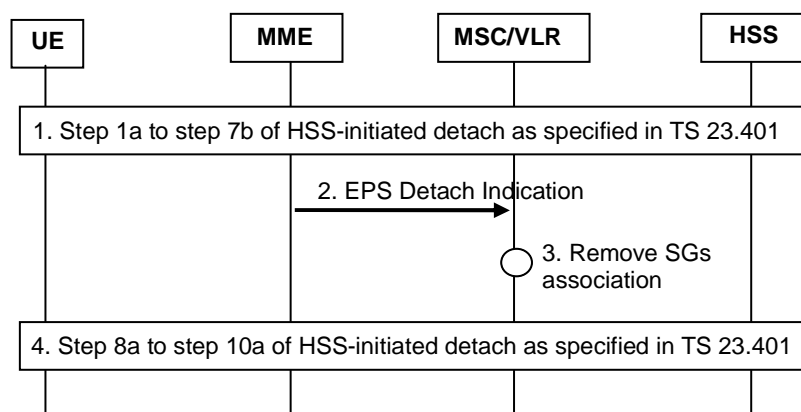 UE MME MSC/VLR HSS
1. Step 1a to step 7b of HSS-initiated detach as specified in TS 23.401
2. EPS Detach Indication
3. Remove SGs
association
4. Step 8a to step 10a of HSS-initiated detach as specified in TS 23.401